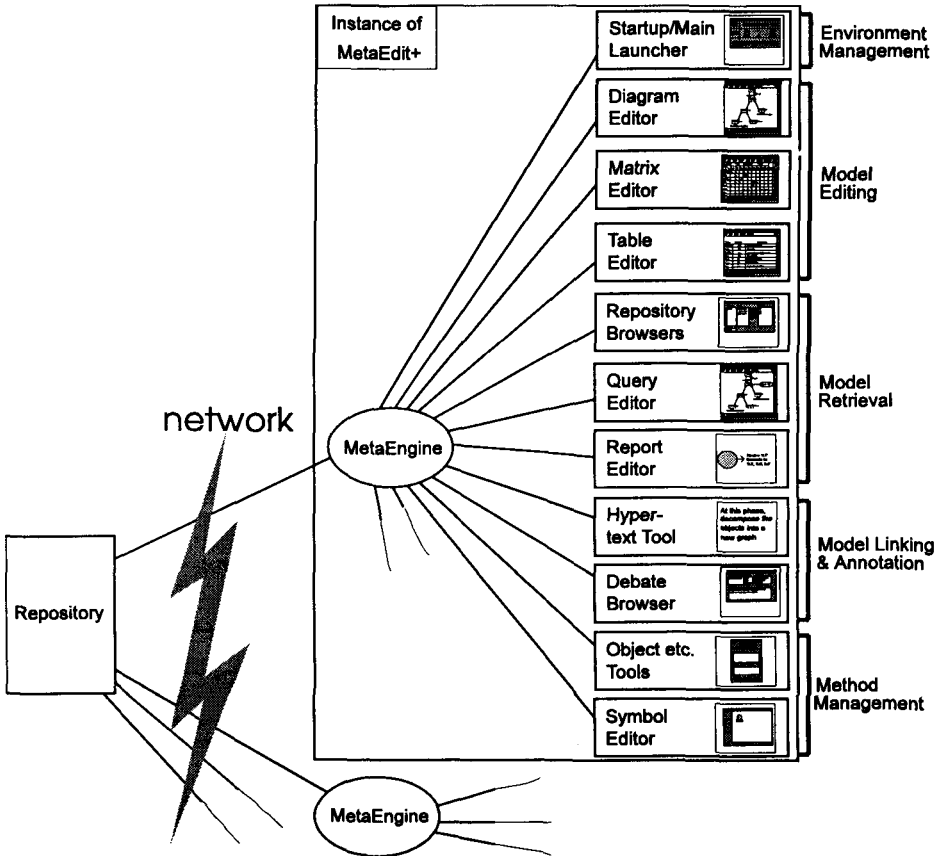 Instance of
MetaEdit+
Startup/Main
Launcher
Environment
Management
Diagram
Editor
Matrix
Editor
Model
Editing
Table
Editor
Repository
Browsers
Query
Editor
Model
Retrieval
Report
Editor
network
MetaEngine
Hyper-
text Tool
At this phase,
decompose the
objects into a
new graph
Model Linking
& Annotation
Debate
Browser
Repository
Object etc.
Tools
Method
Management
Symbol
Editor
MetaEngine